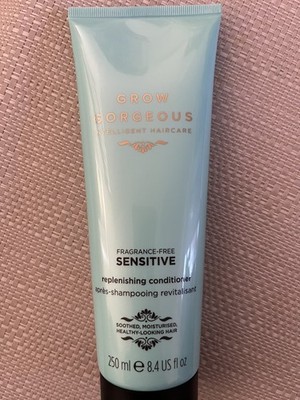 GROW
GORGEOUS
INTELLIGENT HAIRCARE
FRAGRANCE-FREE
SENSITIVE
replenishing conditioner
après-shampooing revitalisant
SOOTHED, MOISTURISED,
HEALTHY-LOOKING HAIR
250 ml ℮ 8.4 US fl oz